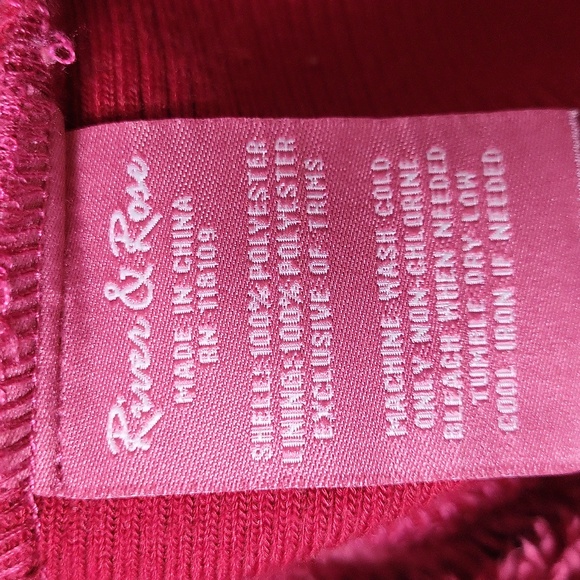 River & Rose
MADE IN CHINA
RN 118109
SHELL: 100% POLYESTER
LINING: 100% POLYESTER
EXCLUSIVE OF TRIMS
MACHINE WASH COLD
ONLY NON-CHLORINE
BLEACH WHEN NEEDED
TUMBLE DRY LOW
COOL IRON IF NEEDED